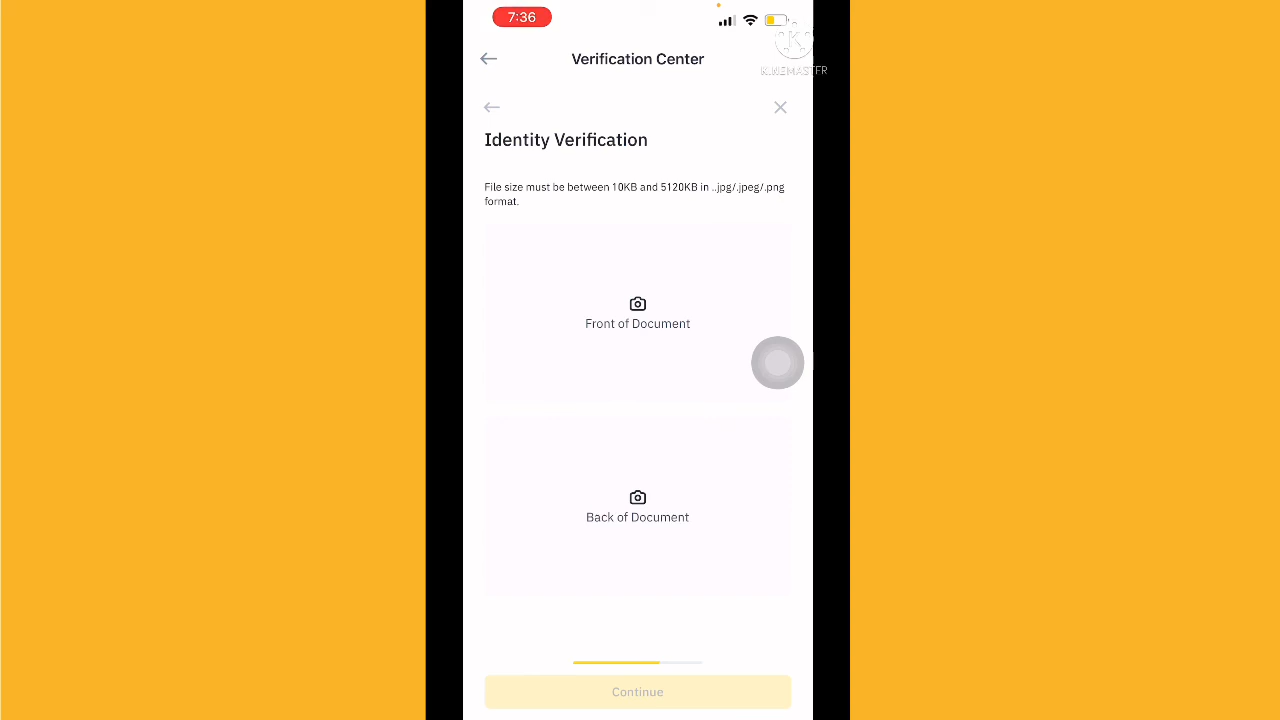 7:36
Verification Center
KINEMASTER
Identity Verification
File size must be between 10KB and 5120KB in ..jpg/.jpeg/.png
format.
Front of Document
Back of Document
Continue